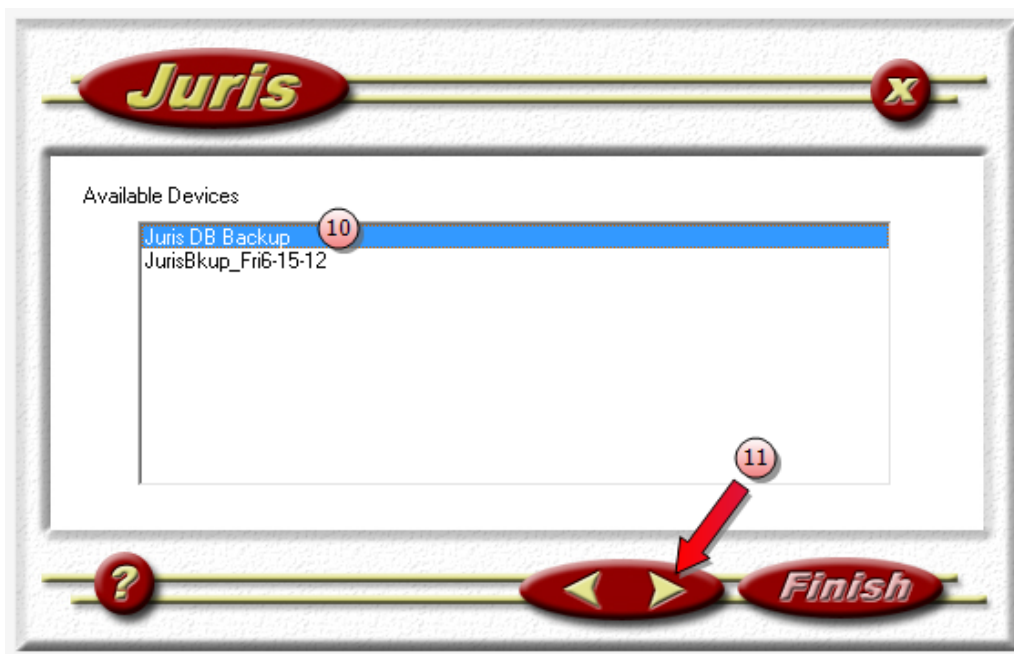 Juris
X
Available Devices
Juris DB Backup
10
JurisBkup_Fri6-15-12
11
?
Finish